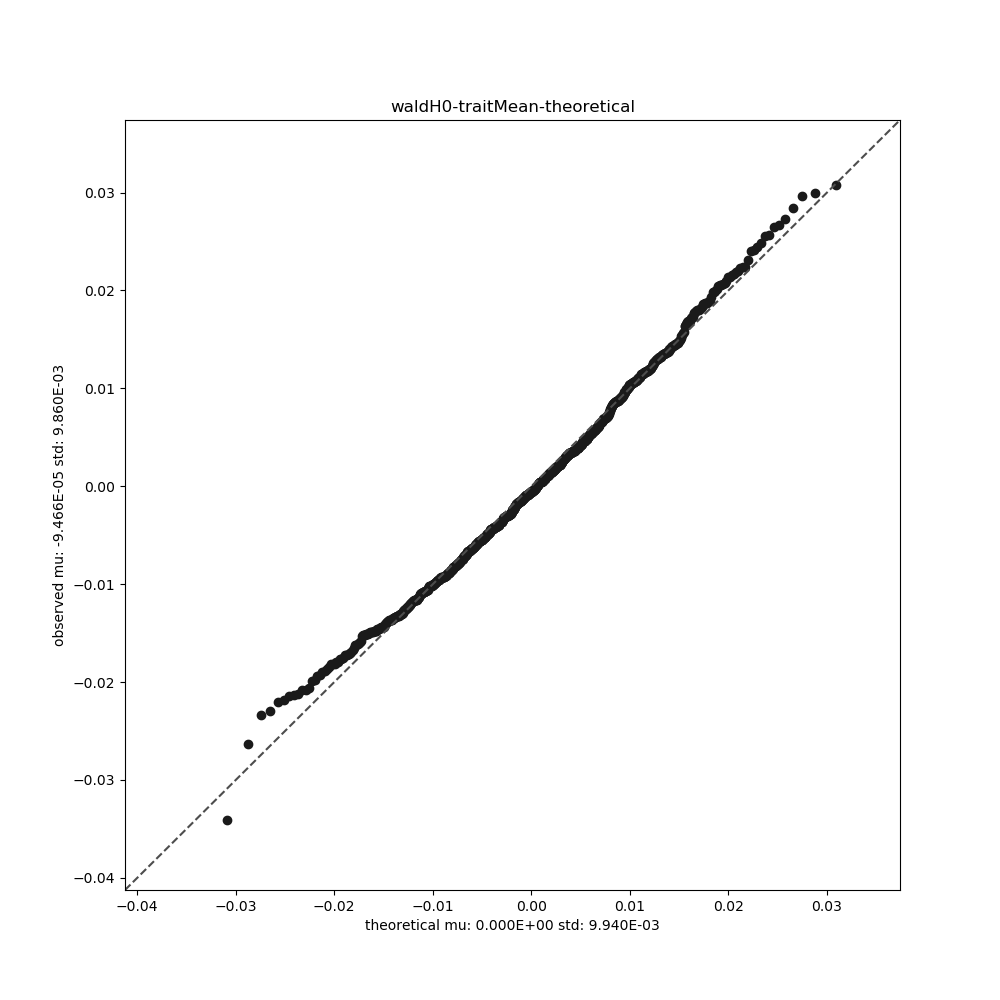 waldH0-traitMean-theoretical
0.03
0.02
0.01
0.00
−0.01
−0.02
−0.03
−0.04
observed mu: -9.466E-05 std: 9.860E-03
−0.04 −0.03 −0.02 −0.01 0.00 0.01 0.02 0.03
theoretical mu: 0.000E+00 std: 9.940E-03